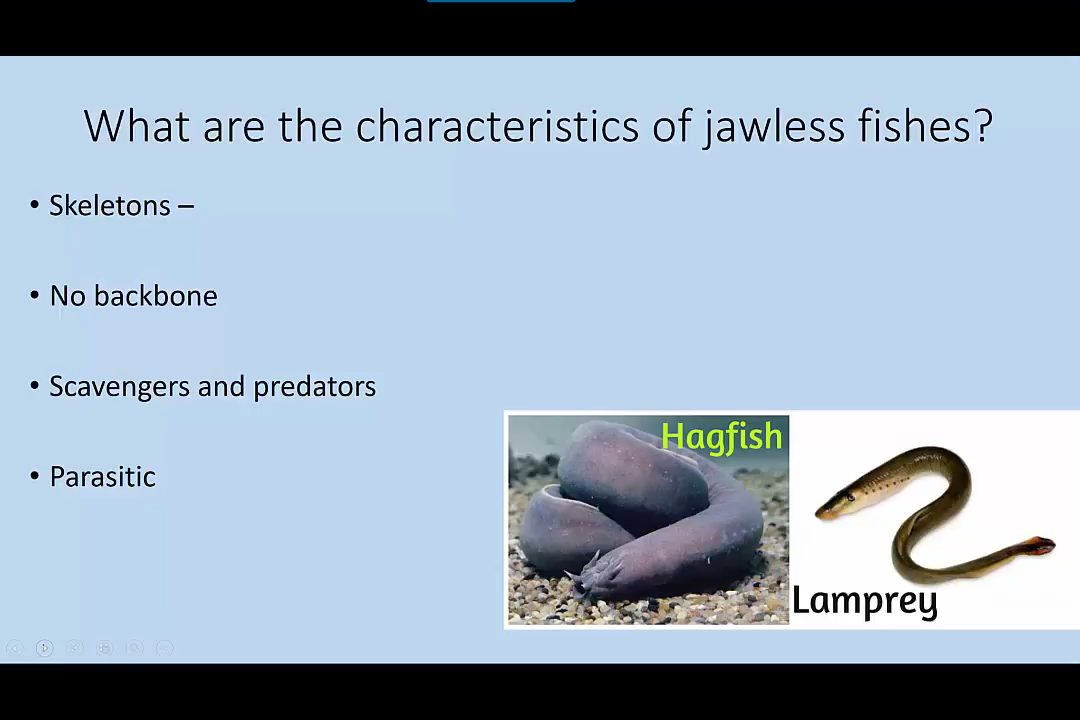 What are the characteristics of jawless fishes?
• Skeletons –
• No backbone
• Scavengers and predators
• Parasitic
Hagfish
Lamprey